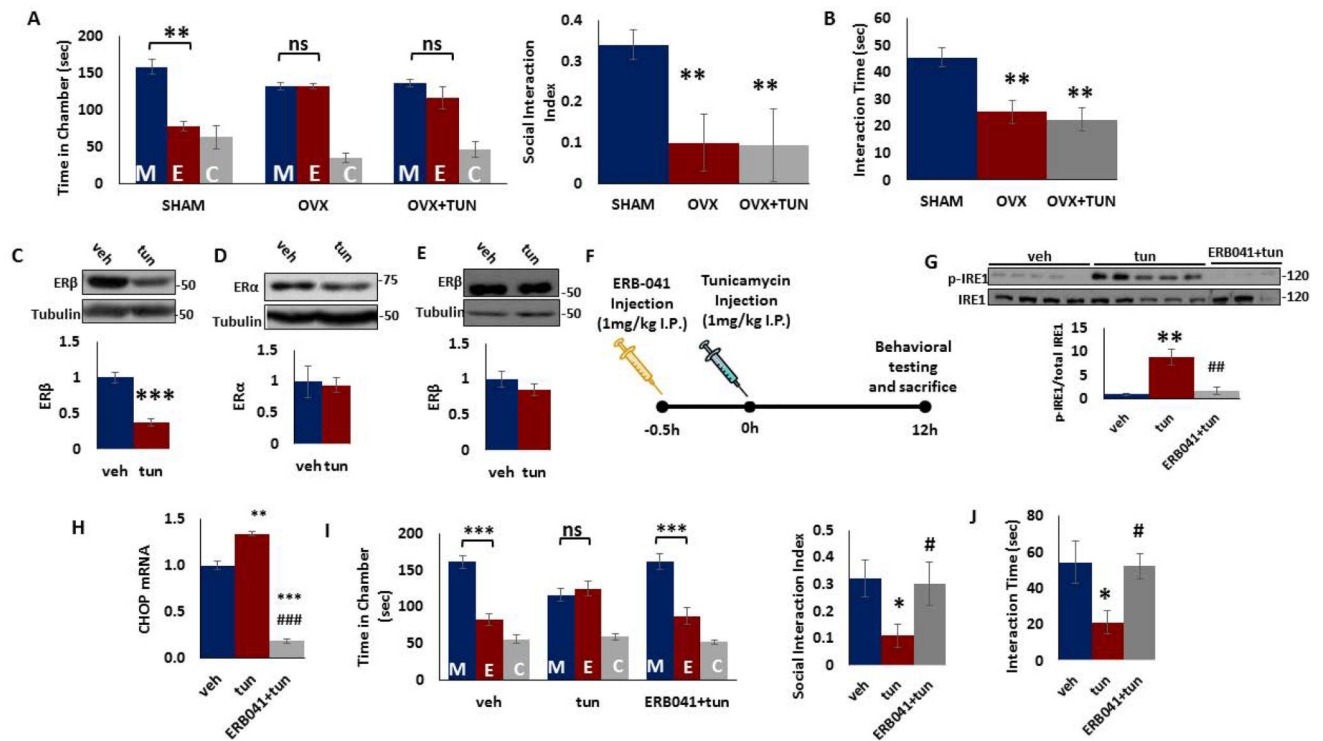 A
Time in Chamber (sec)
200
150
100
50
0
**
ns
ns
M E C
M E C
M E C
SHAM
OVX
OVX+TUN
Social Interaction
Index
0.4
0.3
0.2
0.1
0
**
**
SHAM
OVX
OVX+TUN
B
Interaction Time (sec)
60
50
40
30
20
10
0
**
**
SHAM
OVX
OVX+TUN
C
veh
tun
ERβ
-50
Tubulin
-50
ERβ
1.5
1
0.5
0
***
veh tun
D
veh
tun
ERα
-75
Tubulin
-50
ERα
1.5
1
0.5
0
veh tun
E
veh
tun
ERβ
-50
Tubulin
-50
ERβ
1.5
1
0.5
0
veh tun
F
ERB-041
Injection
(1mg/kg I.P.)
Tunicamycin
Injection
(1mg/kg I.P.)
Behavioral
testing
and sacrifice
-0.5h
0h
12h
G
veh
tun
ERB041+tun
p-IRE1
-120
IRE1
-120
p-IRE1/total IRE1
15
10
5
0
**
##
veh
tun
ERB041+tun
H
CHOP mRNA
1.5
1.0
0.5
0.0
**
***
###
veh
tun
ERB041+tun
I
Time in Chamber
(sec)
200
150
100
50
0
***
ns
***
M E C
M E C
M E C
veh
tun
ERB041+tun
Social Interaction Index
0.5
0.4
0.3
0.2
0.1
0
*
#
veh
tun
ERB041+tun
J
Interaction Time (sec)
80
60
40
20
0
*
#
veh
tun
ERB041+tun